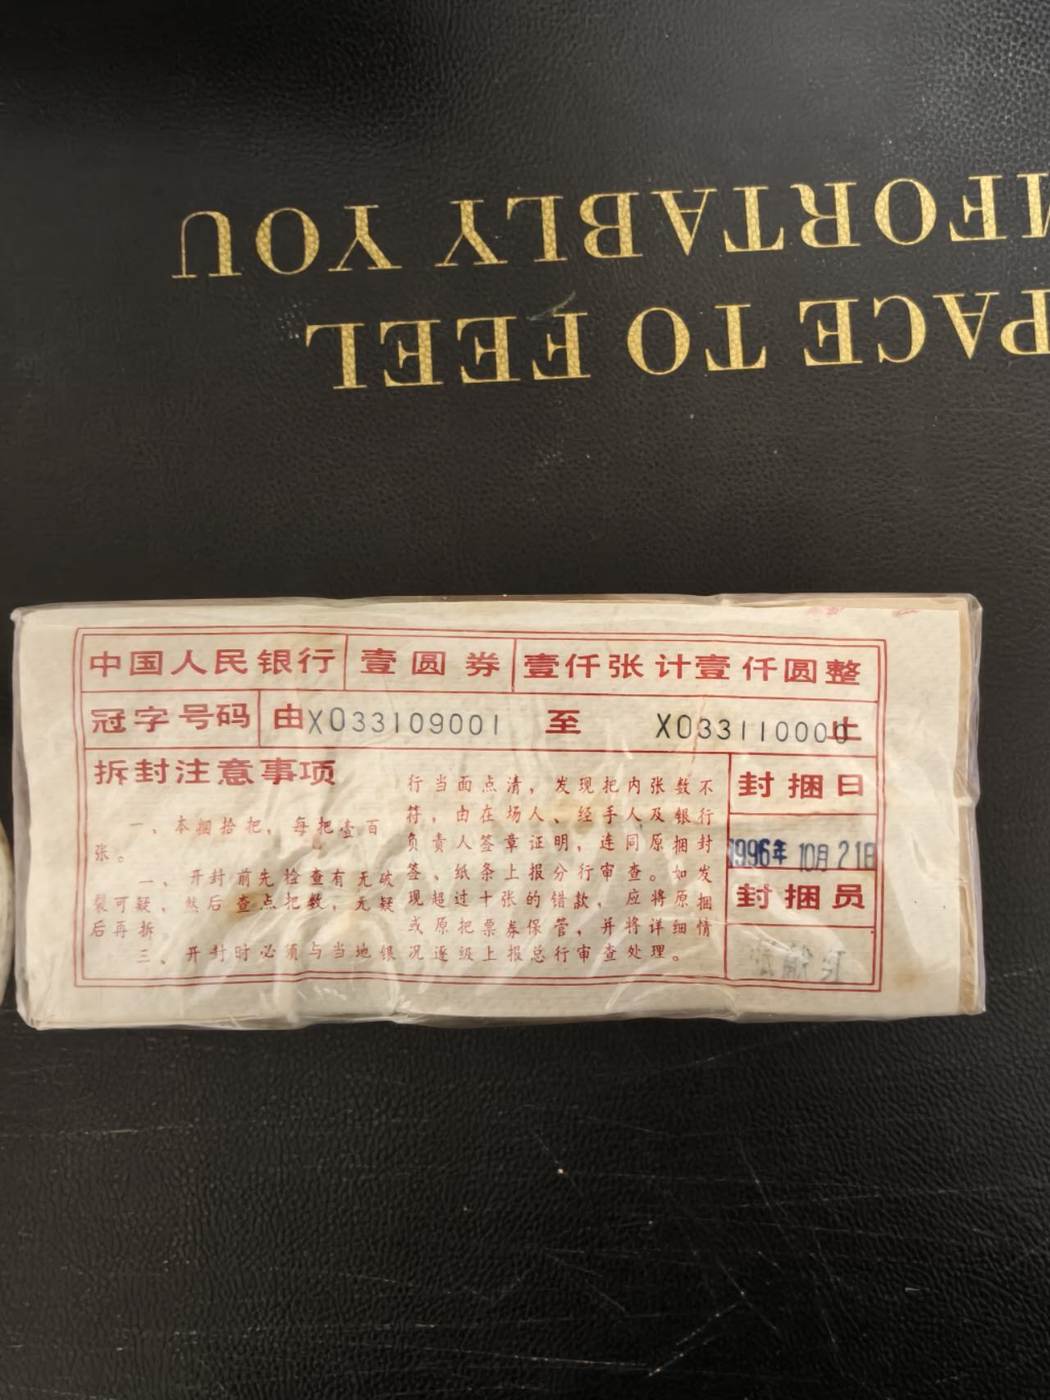 PACE TO FEEL
MFORTABLY YOU
中国人民银行 壹圆券 壹仟张计壹仟圆整
冠字号码 由X033109001 至 X033110000止
拆封注意事项
一、本捆拾把，每把壹百
张。
二、开封前先检查有无破
裂可疑，然后查点把数，无疑
后再拆
三、开封时必须与当地银
行当面点清，发现把内张数不
符，由在场人、经手人及银行
负责人签章证明，连同原捆封
签、纸条上报分行审查。如发
现超过十张的错款，应将原捆
或原把票券保管，并将详细情
况逐级上报总行审查处理。
封捆日
1996年 10月21日
封捆员